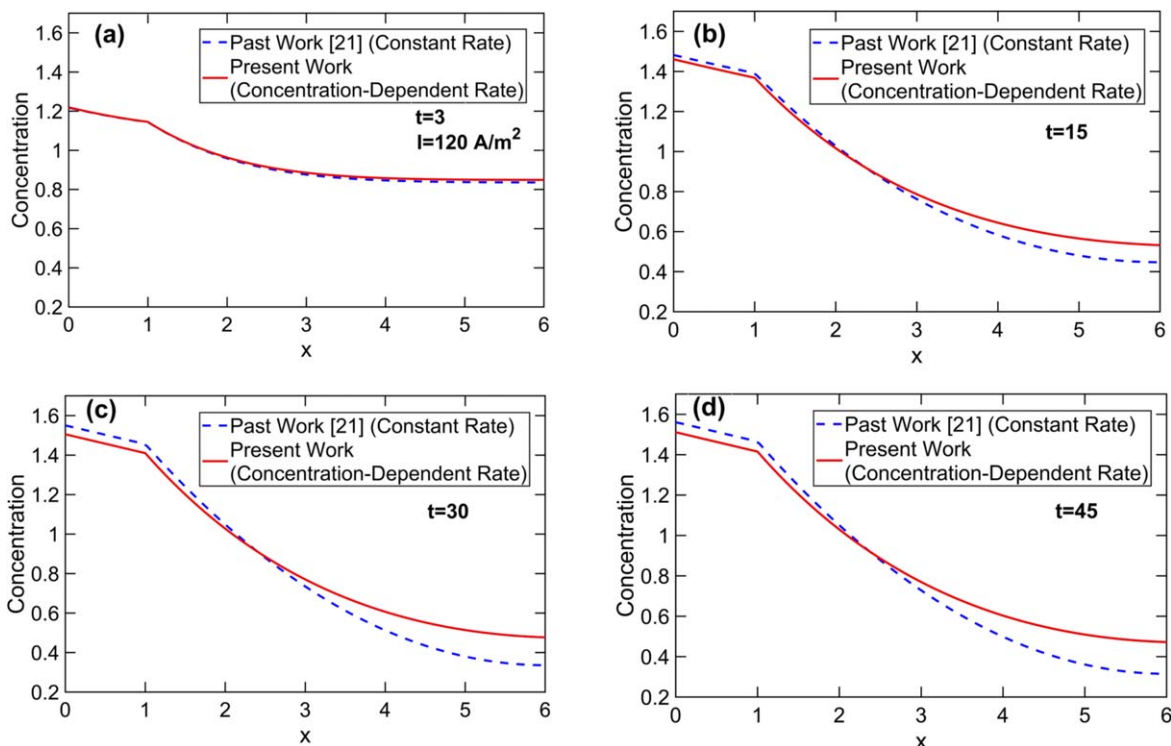 (a)
Past Work [21] (Constant Rate)
Present Work
(Concentration-Dependent Rate)
t=3
I=120 A/m²
1.6
1.4
1.2
1
0.8
0.6
0.4
0.2
Concentration
0 1 2 3 4 5 6
x
(b)
Past Work [21] (Constant Rate)
Present Work
(Concentration-Dependent Rate)
t=15
1.6
1.4
1.2
1
0.8
0.6
0.4
0.2
Concentration
0 1 2 3 4 5 6
x
(c)
Past Work [21] (Constant Rate)
Present Work
(Concentration-Dependent Rate)
t=30
1.6
1.4
1.2
1
0.8
0.6
0.4
0.2
Concentration
0 1 2 3 4 5 6
x
(d)
Past Work [21] (Constant Rate)
Present Work
(Concentration-Dependent Rate)
t=45
1.6
1.4
1.2
1
0.8
0.6
0.4
0.2
Concentration
0 1 2 3 4 5 6
x